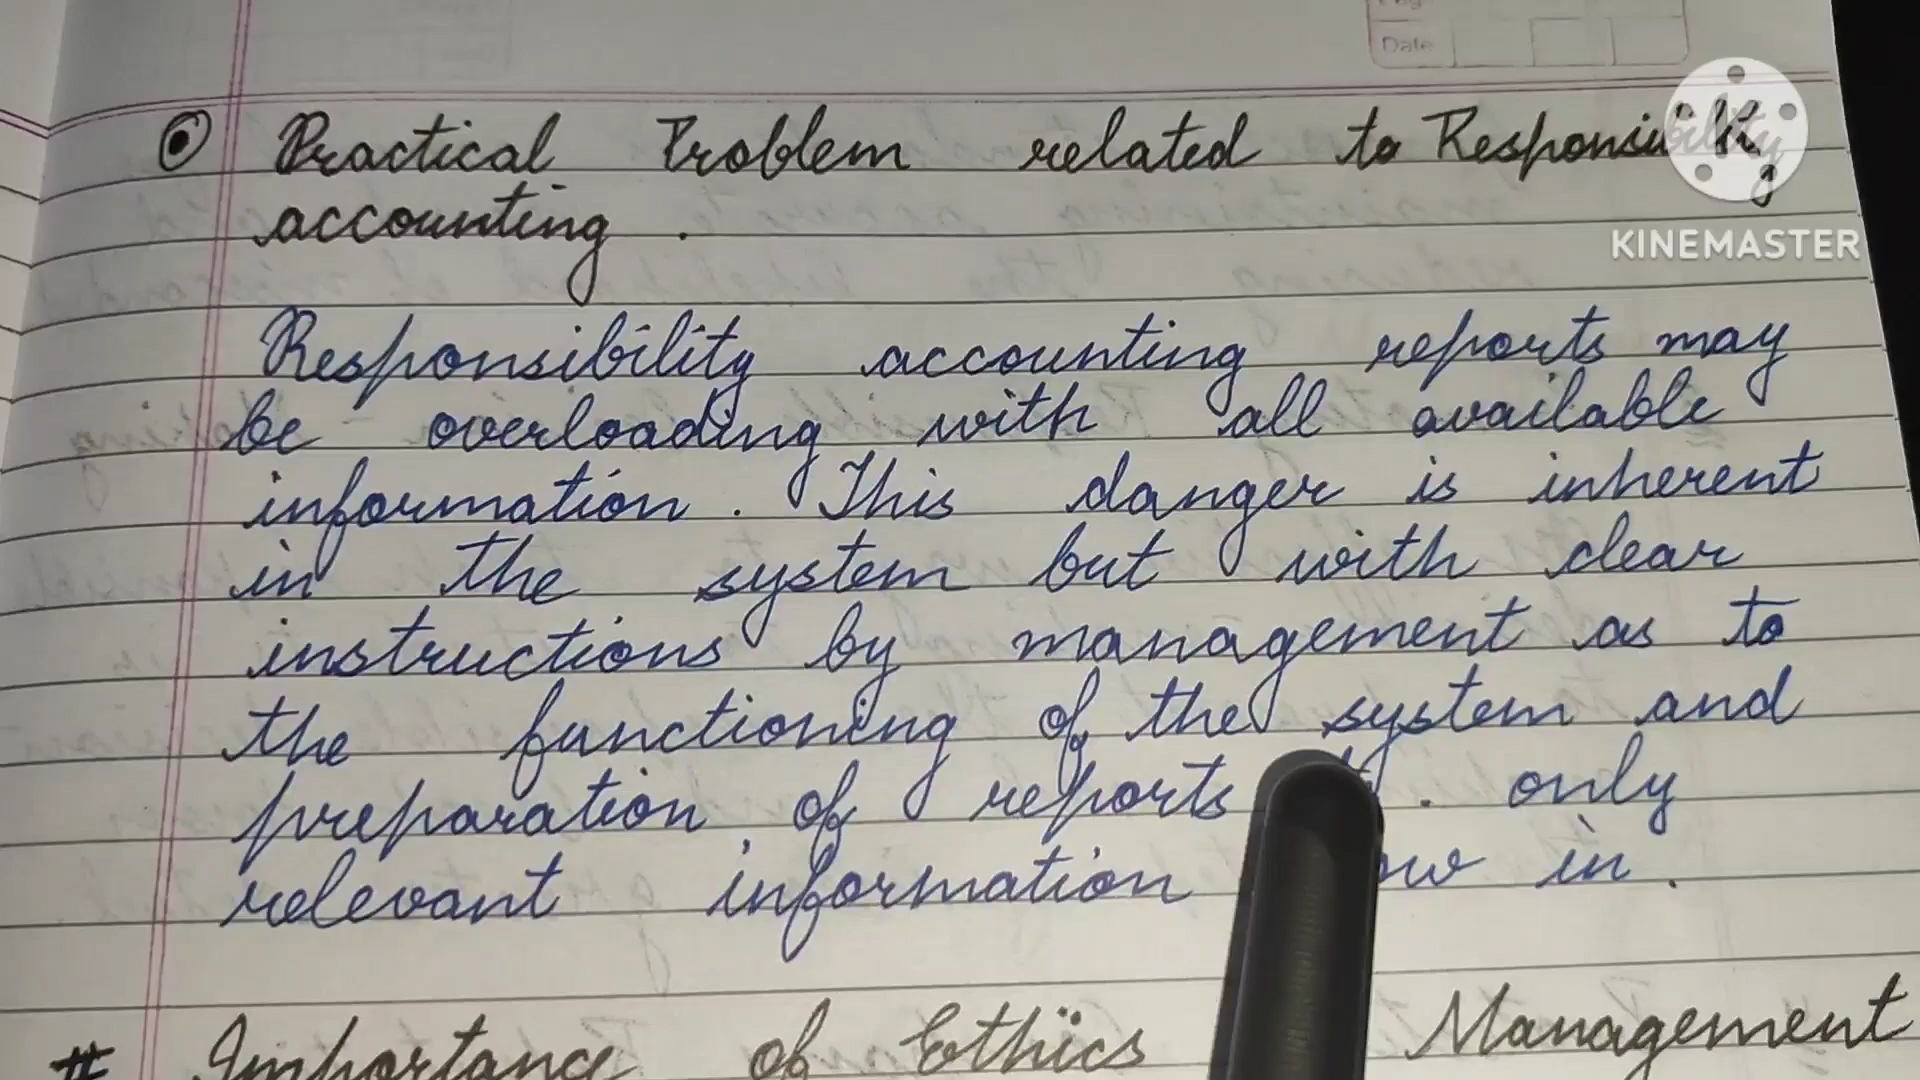 Date
Practical Problem related to Responsibility
KINEMASTER
accounting .
Responsibility accounting reports may
be overloading with all available
information . This danger is inherent
in the system but with clear
instructions by management as to
the functioning of the system and
preparation of reports . only
relevant information in .
# Importance of Ethics Management